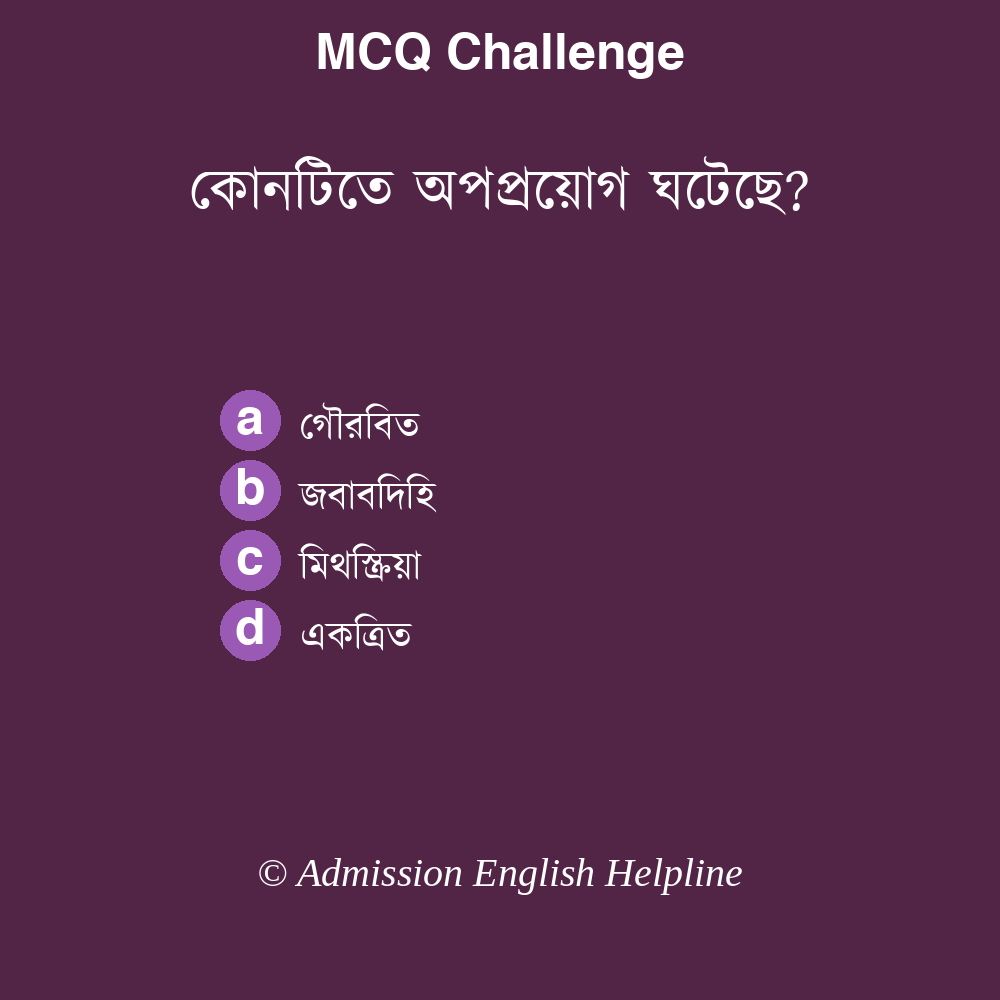 MCQ Challenge
কোনটিতে অপপ্রয়োগ ঘটেছে?
a গৌরবিত
b জবাবদিহি
c মিথস্ক্রিয়া
d একত্রিত
© Admission English Helpline